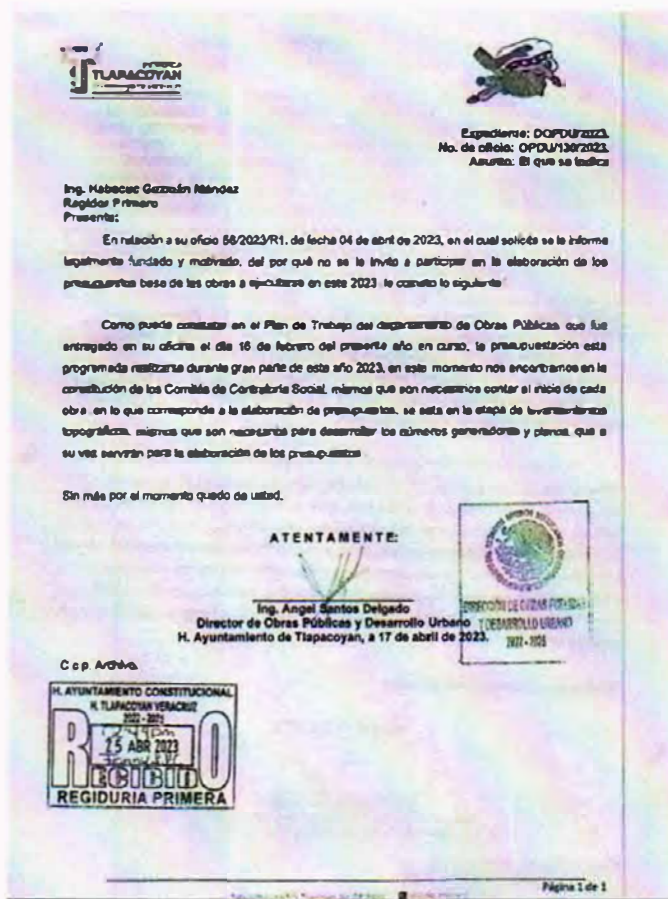 TLAPACOYAN
Expediente: DOPDU/2023.
No. de oficio: OPDU/130/2023.
Asunto: El que se indica
Ing. Habacuc Guzmán Méndez
Regidor Primero
Presente:
En relación a su oficio 56/2023/R1, de fecha 04 de abril de 2023, en el cual solicita se le informe
legalmente fundado y motivado, del por qué no se le invito a participar en la elaboración de los
presupuestos base de las obras a ejecutarse en este 2023, le comento lo siguiente
Como puede constatar en el Plan de Trabajo del departamento de Obras Públicas, que fue
entregado en su oficina el día 16 de febrero del presente año en curso, la presupuestación esta
programada realizarse durante gran parte de este año 2023, en este momento nos encontramos en la
constitución de los Comités de Contraloría Social, mismos que son necesarios contar al inicio de cada
obra, en lo que corresponde a la elaboración de presupuestos, se esta en la etapa de levantamientos
topográficos, mismos que son necesarios para desarrollar los números generadores y planos, que a
su vez servirán para la elaboración de los presupuestos
Sin más por el momento quedo de usted.
ATENTAMENTE:
Ing. Angel Santos Delgado
Director de Obras Públicas y Desarrollo Urbano
H. Ayuntamiento de Tlapacoyan, a 17 de abril de 2023.
DIRECCIÓN DE OBRAS PÚBLICAS
Y DESARROLLO URBANO
2022 - 2025
C.c.p. Archivo.
H. AYUNTAMIENTO CONSTITUCIONAL
H. TLAPACOYAN VERACRUZ
2022 - 2025
25 ABR 2023
RECIBIDO
REGIDURIA PRIMERA
Página 1 de 1